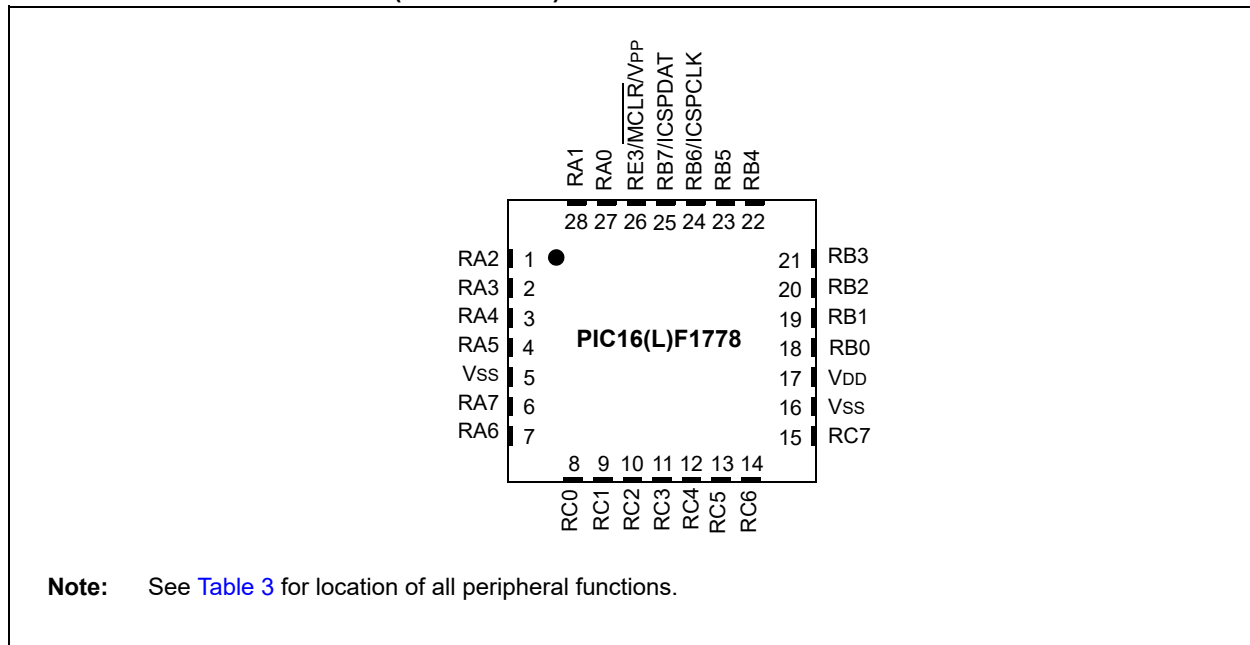 RA1
RA0
RE3/MCLR/VPP
RB7/ICSPDAT
RB6/ICSPCLK
RB5
RB4
28 27 26 25 24 23 22
RA2 1 21 RB3
RA3 2 20 RB2
RA4 3 19 RB1
RA5 4 PIC16(L)F1778 18 RB0
VSS 5 17 VDD
RA7 6 16 VSS
RA6 7 15 RC7
8 9 10 11 12 13 14
RC0
RC1
RC2
RC3
RC4
RC5
RC6
Note: See Table 3 for location of all peripheral functions.